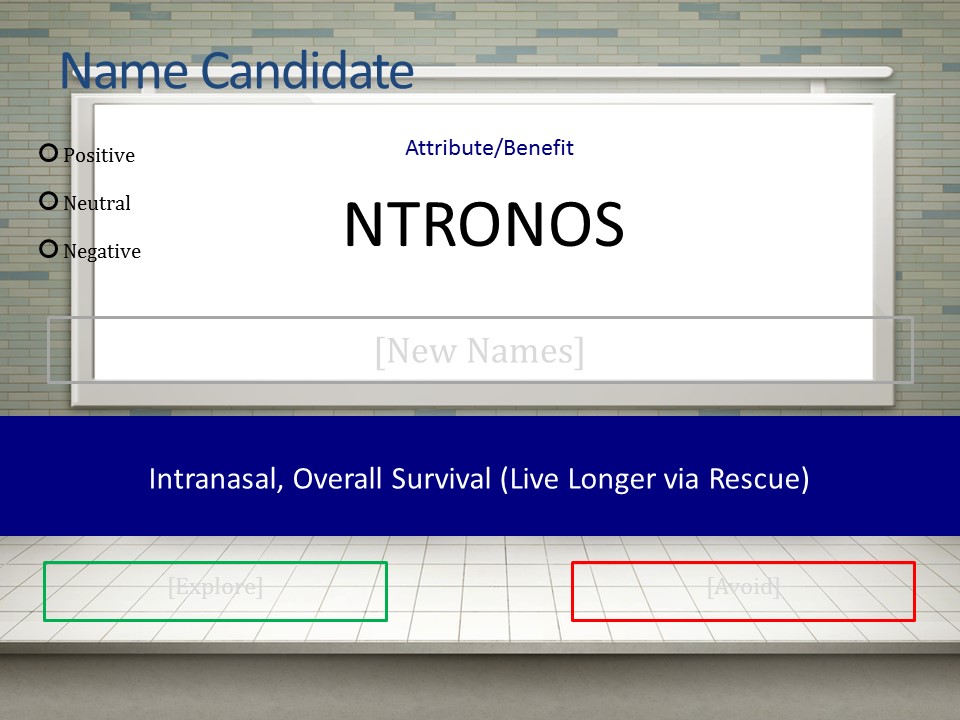 Name Candidate
Positive
Neutral
Negative
Attribute/Benefit
NTRONOS
[New Names]
Intranasal, Overall Survival (Live Longer via Rescue)
[Explore]
[Avoid]